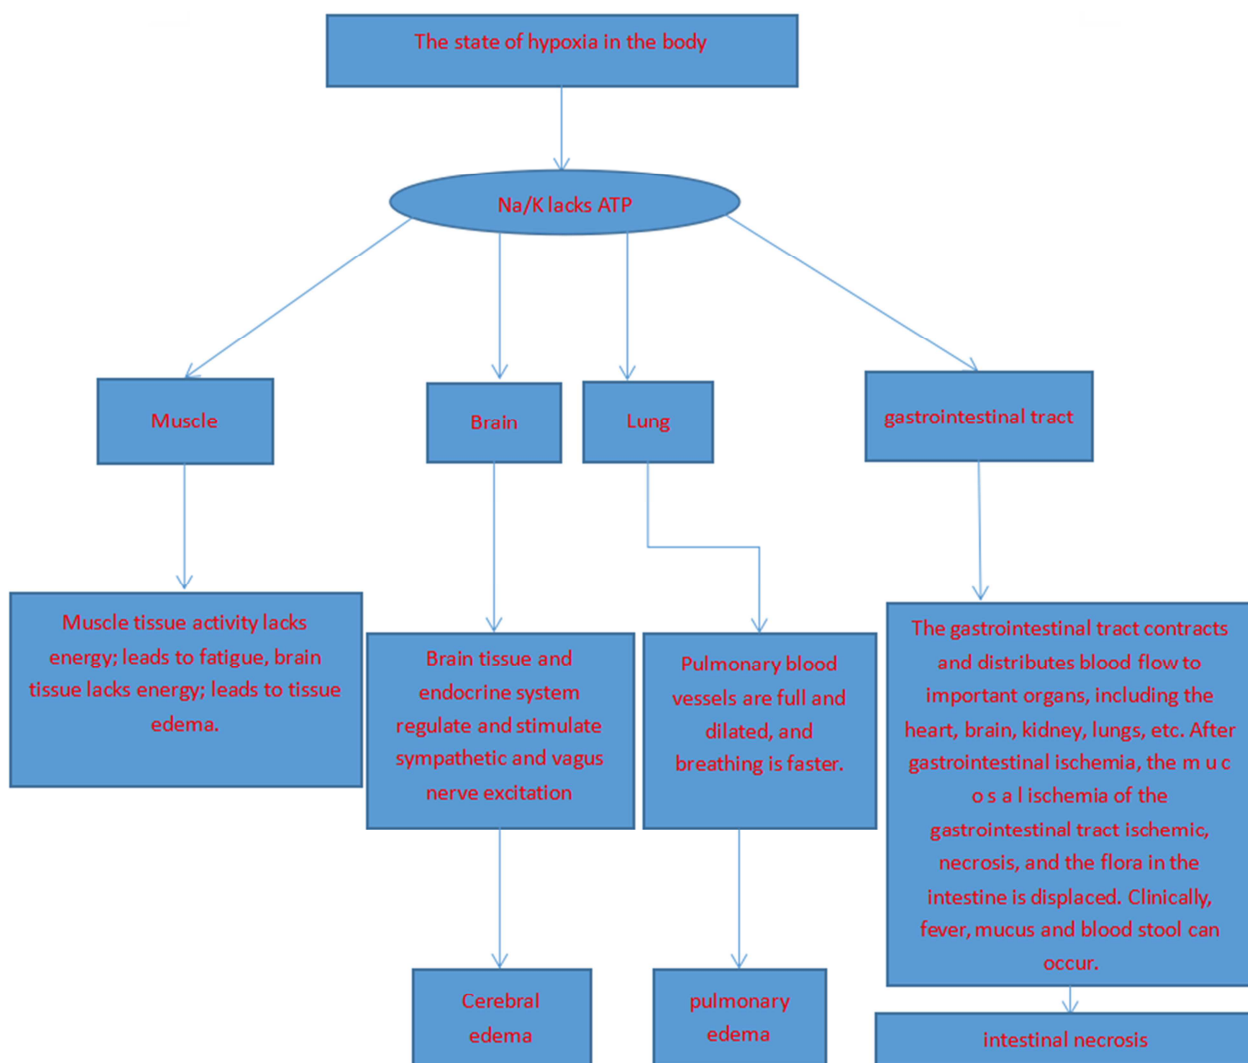 The state of hypoxia in the body
Na/K lacks ATP
Muscle
Brain
Lung
gastrointestinal tract
Muscle tissue activity lacks
energy; leads to fatigue, brain
tissue lacks energy; leads to tissue
edema.
Brain tissue and
endocrine system
regulate and stimulate
sympathetic and vagus
nerve excitation
Pulmonary blood
vessels are full and
dilated, and
breathing is faster.
The gastrointestinal tract contracts
and distributes blood flow to
important organs, including the
heart, brain, kidney, lungs, etc. After
gastrointestinal ischemia, the m u c
o s a l ischemia of the
gastrointestinal tract ischemic,
necrosis, and the flora in the
intestine is displaced. Clinically,
fever, mucus and blood stool can
occur.
Cerebral
edema
pulmonary
edema
intestinal necrosis